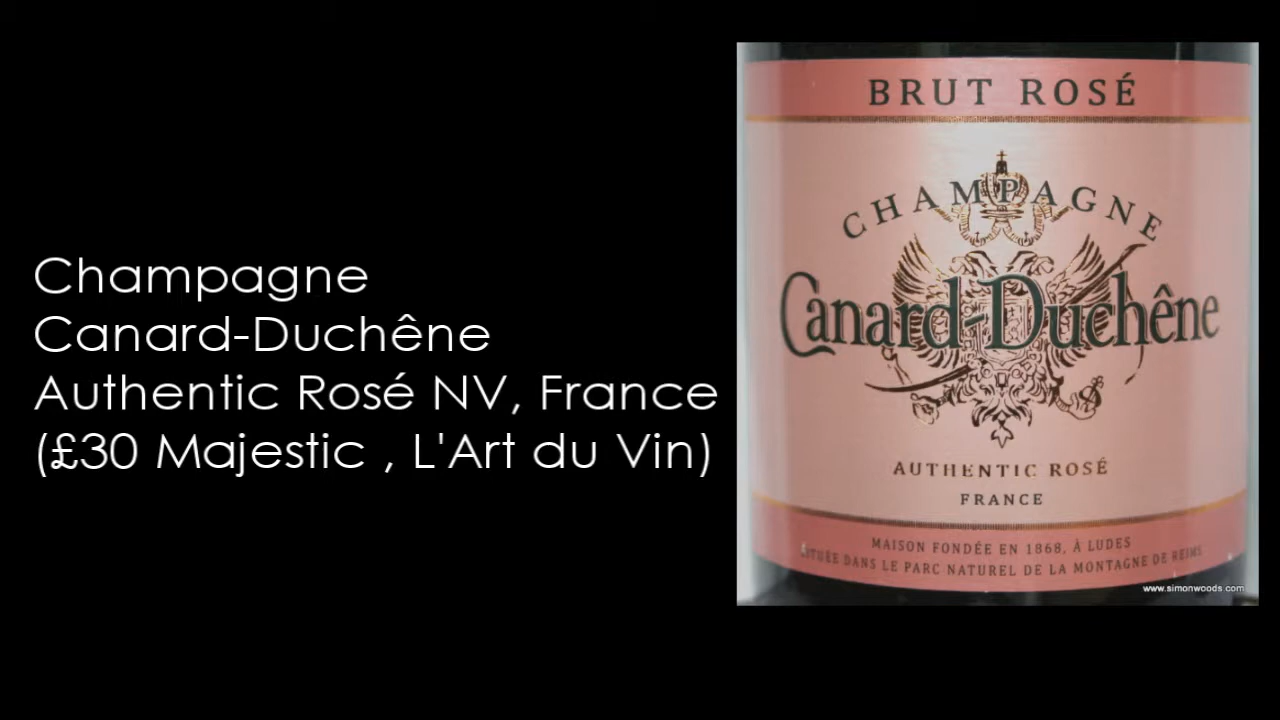 Champagne
Canard-Duchêne
Authentic Rosé NV, France
(£30 Majestic , L'Art du Vin)
BRUT ROSÉ
CHAMPAGNE
Canard-Duchêne
AUTHENTIC ROSÉ
FRANCE
MAISON FONDÉE EN 1868, À LUDES
SITUÉE DANS LE PARC NATUREL DE LA MONTAGNE DE REIMS
www.simonwoods.com